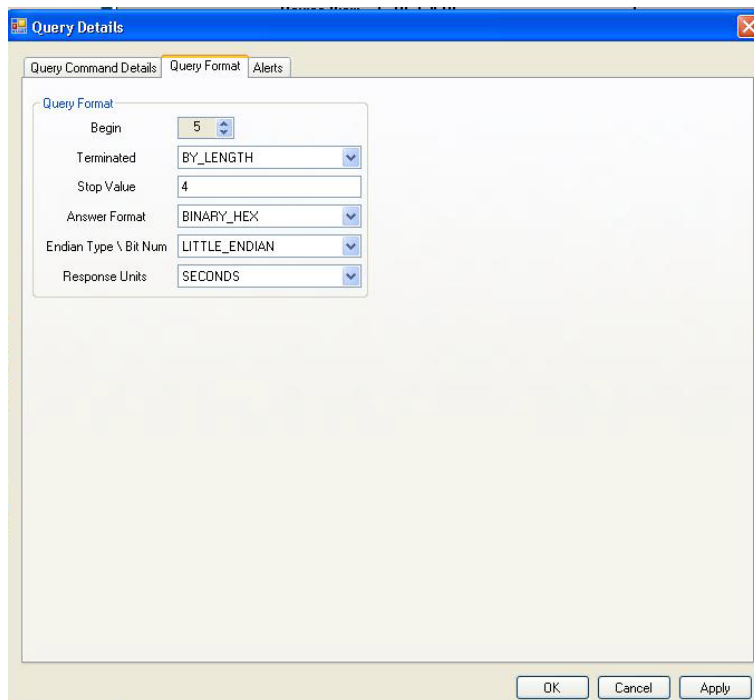 Query Details
Query Command Details Query Format Alerts
Query Format
Begin 5
Terminated BY_LENGTH
Stop Value 4
Answer Format BINARY_HEX
Endian Type \ Bit Num LITTLE_ENDIAN
Response Units SECONDS
OK Cancel Apply